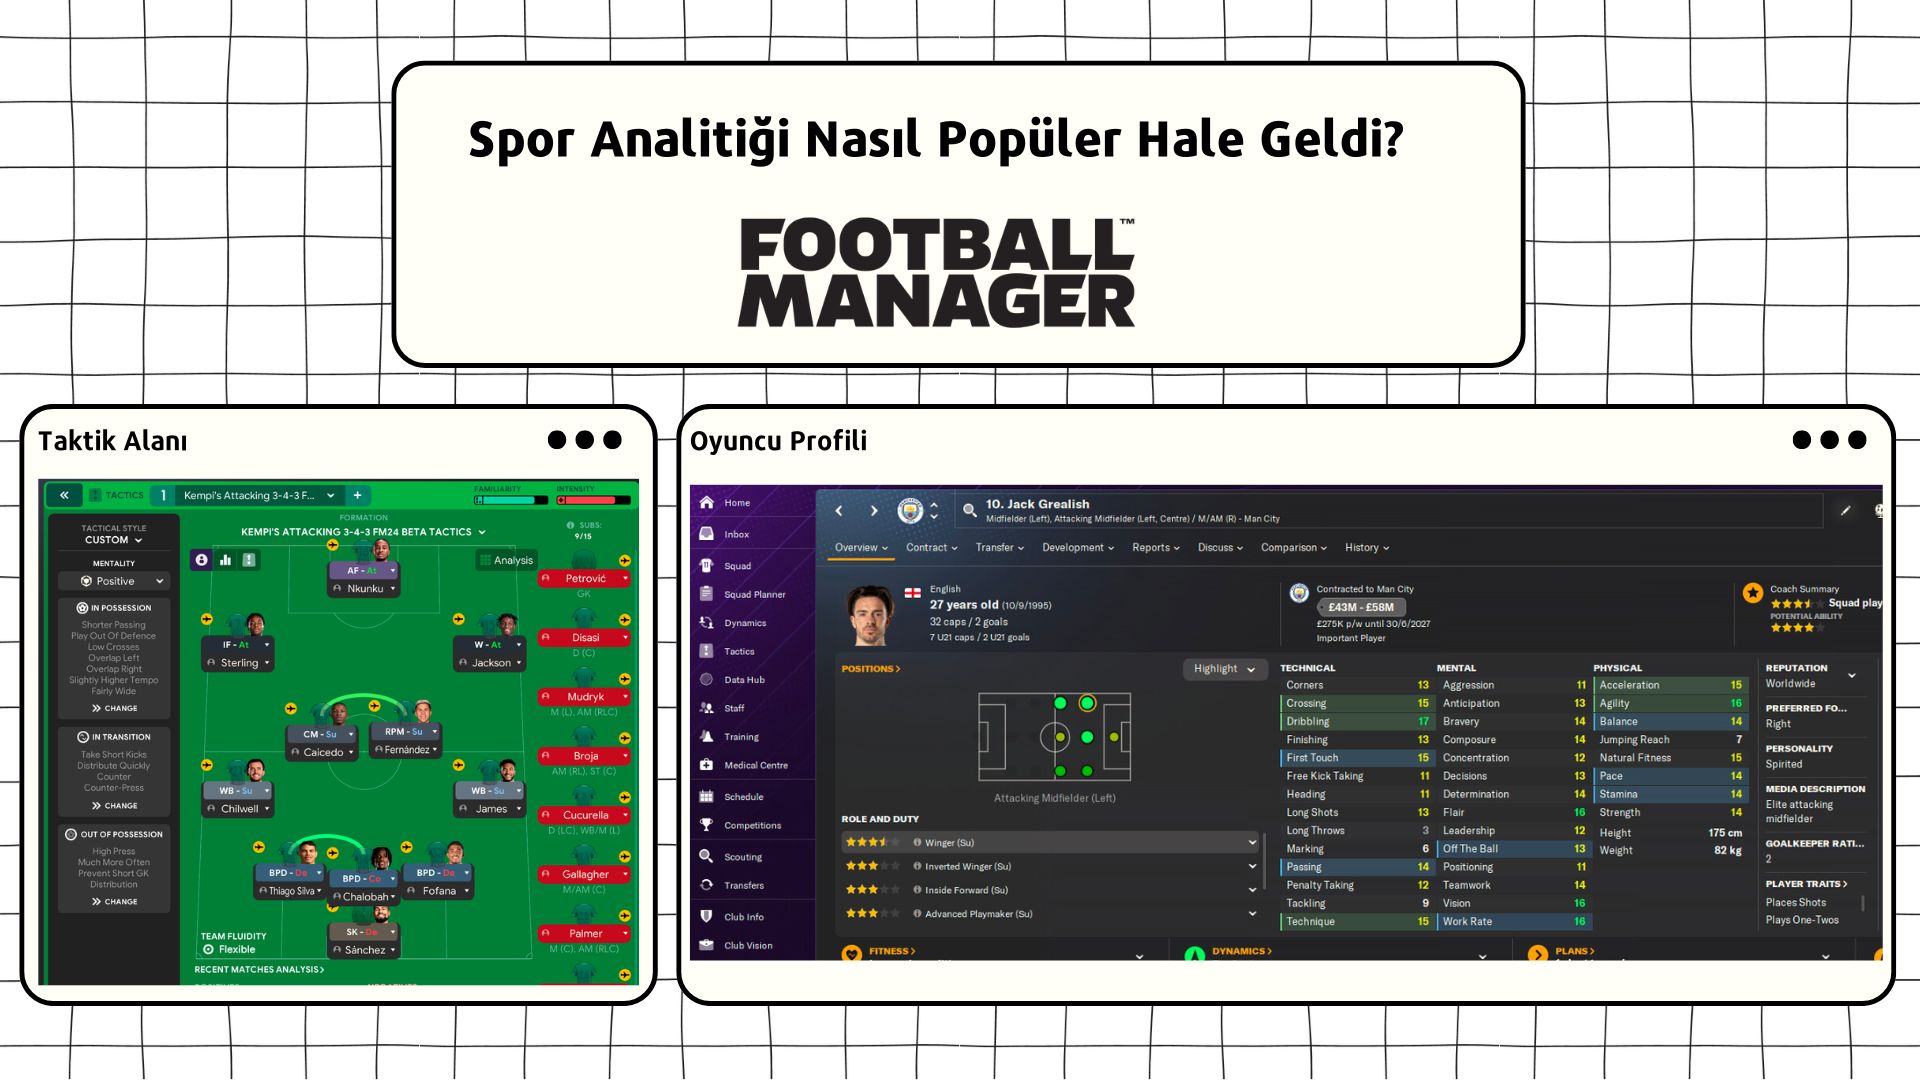 Spor Analitiği Nasıl Popüler Hale Geldi?
FOOTBALL™
MANAGER
Taktik Alanı
TACTICS
1
Kempi's Attacking 3-4-3 F...
+
FAMILIARITY
INTENSITY
TACTICAL STYLE
CUSTOM
MENTALITY
Positive
IN POSSESSION
Shorter Passing
Play Out Of Defence
Low Crosses
Overlap Left
Overlap Right
Slightly Higher Tempo
Fairly Wide
CHANGE
IN TRANSITION
Take Short Kicks
Distribute Quickly
Counter
Counter-Press
CHANGE
OUT OF POSSESSION
High Press
Much More Often
Prevent Short GK
Distribution
CHANGE
FORMATION
KEMPI'S ATTACKING 3-4-3 FM24 BETA TACTICS
SUBS:
9/15
Analysis
AF - At
Nkunku
IF - At
Sterling
W - At
Jackson
CM - Su
Caicedo
RPM - Su
Fernández
WB - Su
Chilwell
WB - Su
James
BPD - De
Thiago Silva
BPD - Co
Chalobah
BPD - De
Fofana
SK - De
Sánchez
TEAM FLUIDITY
Flexible
RECENT MATCHES ANALYSIS
Petrović
GK
Disasi
D (C)
Mudryk
M (L), AM (RLC)
Broja
AM (RL), ST (C)
Cucurella
D (LC), WB/M (L)
Gallagher
M/AM (C)
Palmer
M (C), AM (RLC)
Oyuncu Profili
Home
Inbox
Squad
Squad Planner
Dynamics
Tactics
Data Hub
Staff
Training
Medical Centre
Schedule
Competitions
Scouting
Transfers
Club Info
Club Vision
10. Jack Grealish
Midfielder (Left), Attacking Midfielder (Left, Centre) / M/AM (R) - Man City
Overview Contract Transfer Development Reports Discuss Comparison History
English
27 years old (10/9/1995)
32 caps / 2 goals
7 U21 caps / 2 U21 goals
Contracted to Man City
£43M - £58M
£275K p/w until 30/6/2027
Important Player
Coach Summary
Squad play
POTENTIAL ABILITY
POSITIONS
Highlight
Attacking Midfielder (Left)
ROLE AND DUTY
Winger (Su)
Inverted Winger (Su)
Inside Forward (Su)
Advanced Playmaker (Su)
TECHNICAL
Corners 13
Crossing 15
Dribbling 17
Finishing 13
First Touch 15
Free Kick Taking 11
Heading 11
Long Shots 13
Long Throws 3
Marking 6
Passing 14
Penalty Taking 12
Tackling 9
Technique 15
MENTAL
Aggression 11
Anticipation 13
Bravery 14
Composure 14
Concentration 12
Decisions 13
Determination 14
Flair 16
Leadership 12
Off The Ball 13
Positioning 11
Teamwork 14
Vision 16
Work Rate 16
PHYSICAL
Acceleration 15
Agility 16
Balance 14
Jumping Reach 7
Natural Fitness 15
Pace 14
Stamina 14
Strength 14
Height 175 cm
Weight 82 kg
REPUTATION
Worldwide
PREFERRED FO...
Right
PERSONALITY
Spirited
MEDIA DESCRIPTION
Elite attacking
midfielder
GOALKEEPER RATI...
2
PLAYER TRAITS
Places Shots
Plays One-Twos
FITNESS
DYNAMICS
PLANS